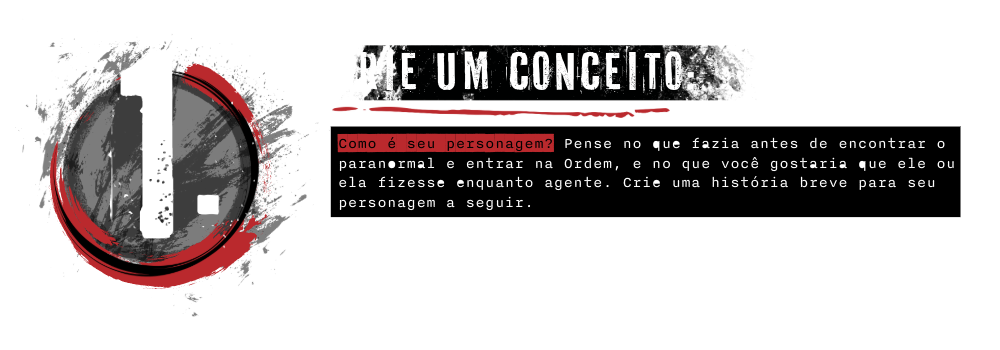 1.
CRIE UM CONCEITO
Como é seu personagem? Pense no que fazia antes de encontrar o
paranormal e entrar na Ordem, e no que você gostaria que ele ou
ela fizesse enquanto agente. Crie uma história breve para seu
personagem a seguir.